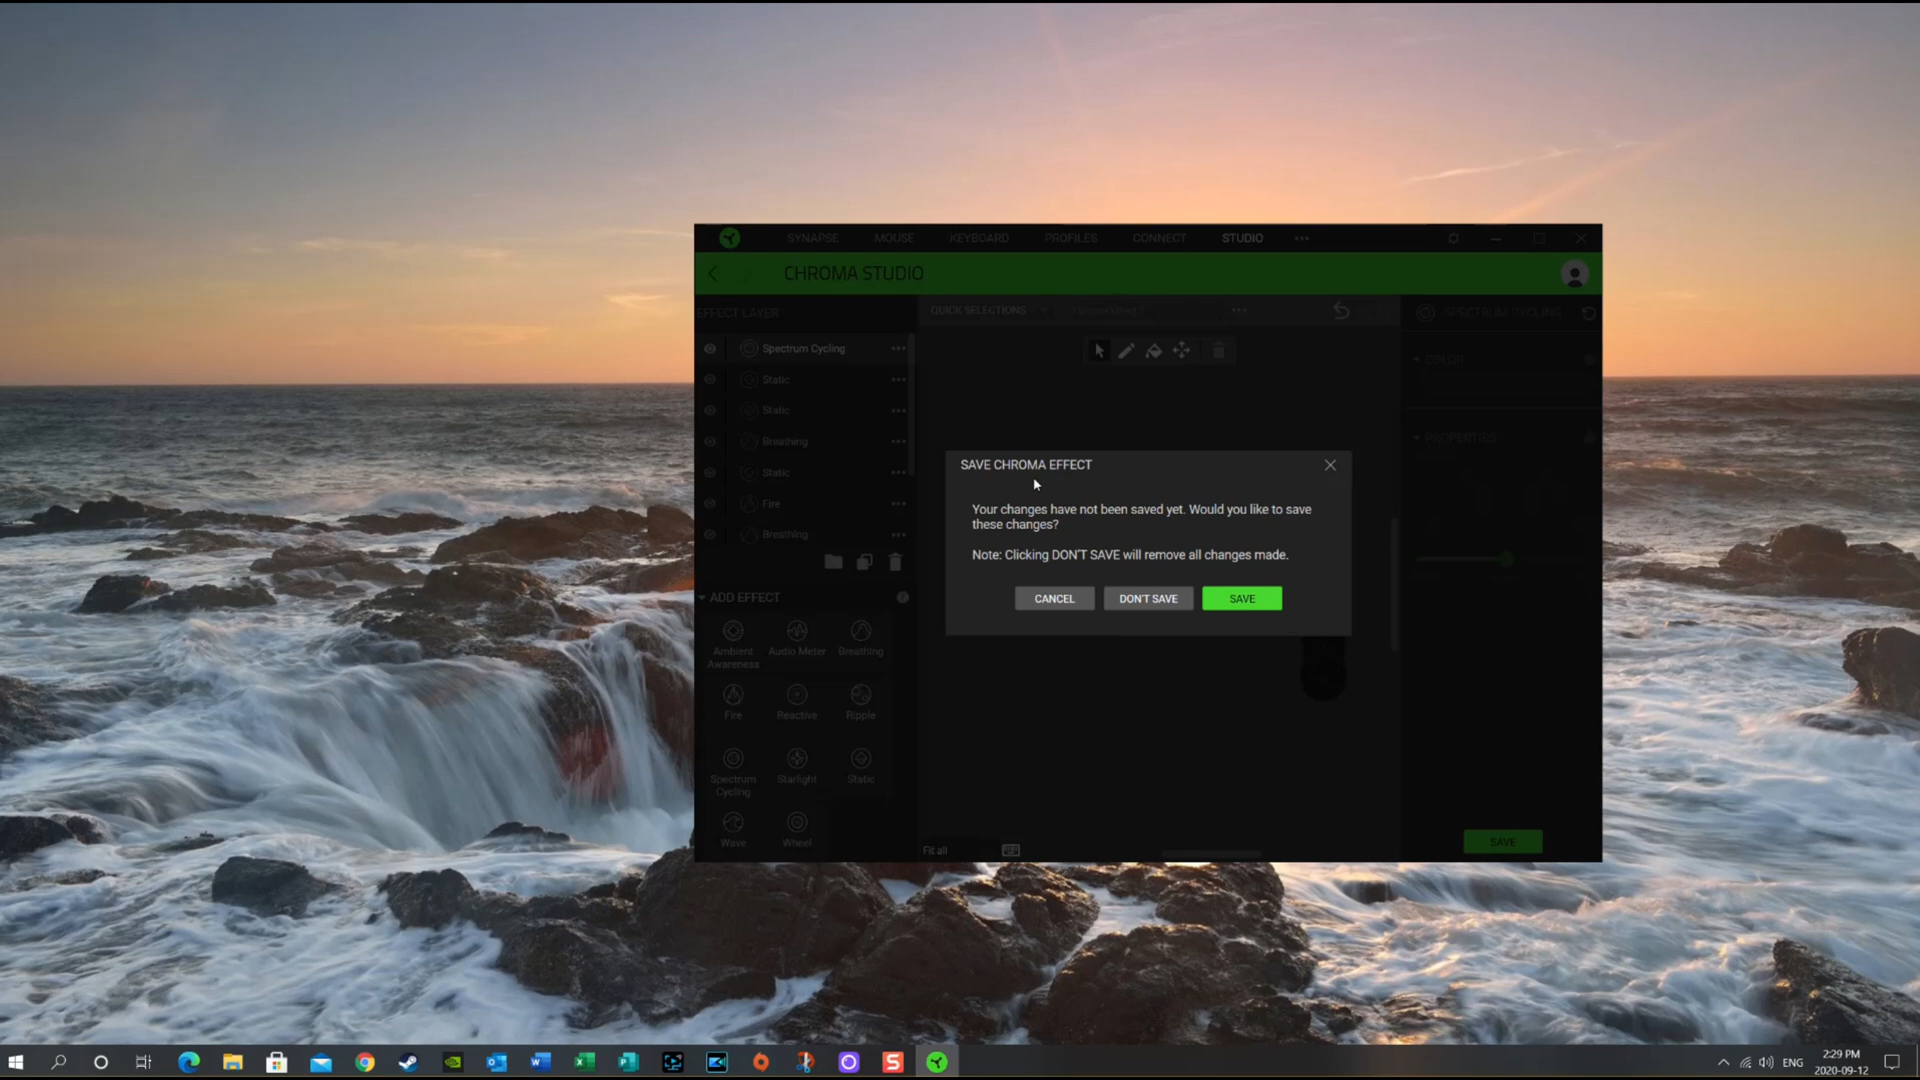 SYNAPSE MOUSE KEYBOARD PROFILES CONNECT STUDIO
CHROMA STUDIO
EFFECT LAYER
QUICK SELECTIONS
SPECTRUM CYCLING
Spectrum Cycling
Static
COLOR
Static
Breathing
PROPERTIES
Static
Fire
Breathing
SAVE CHROMA EFFECT
Your changes have not been saved yet. Would you like to save
these changes?
Note: Clicking DON'T SAVE will remove all changes made.
CANCEL DON'T SAVE SAVE
ADD EFFECT
Ambient
Awareness
Audio Meter
Breathing
Fire
Reactive
Ripple
Spectrum
Cycling
Starlight
Static
Wave
Wheel
Fit all
SAVE
ENG
2:29 PM
2020-09-12